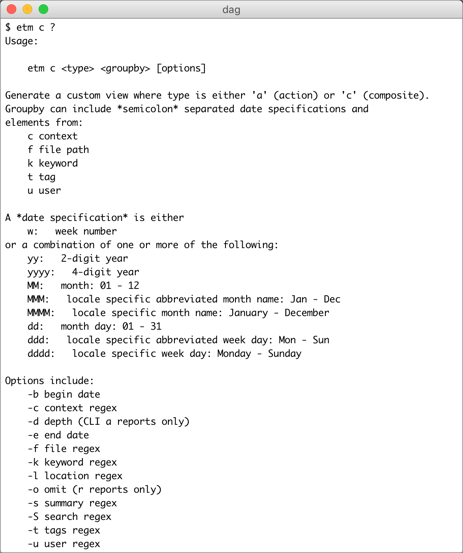 dag
$ etm c ?
Usage:
    etm c <type> <groupby> [options]
Generate a custom view where type is either 'a' (action) or 'c' (composite).
Groupby can include *semicolon* separated date specifications and
elements from:
    c context
    f file path
    k keyword
    t tag
    u user
A *date specification* is either
    w:   week number
or a combination of one or more of the following:
    yy:   2-digit year
    yyyy:   4-digit year
    MM:   month: 01 - 12
    MMM:   locale specific abbreviated month name: Jan - Dec
    MMMM:   locale specific month name: January - December
    dd:   month day: 01 - 31
    ddd:   locale specific abbreviated week day: Mon - Sun
    dddd:   locale specific week day: Monday - Sunday
Options include:
    -b begin date
    -c context regex
    -d depth (CLI a reports only)
    -e end date
    -f file regex
    -k keyword regex
    -l location regex
    -o omit (r reports only)
    -s summary regex
    -S search regex
    -t tags regex
    -u user regex